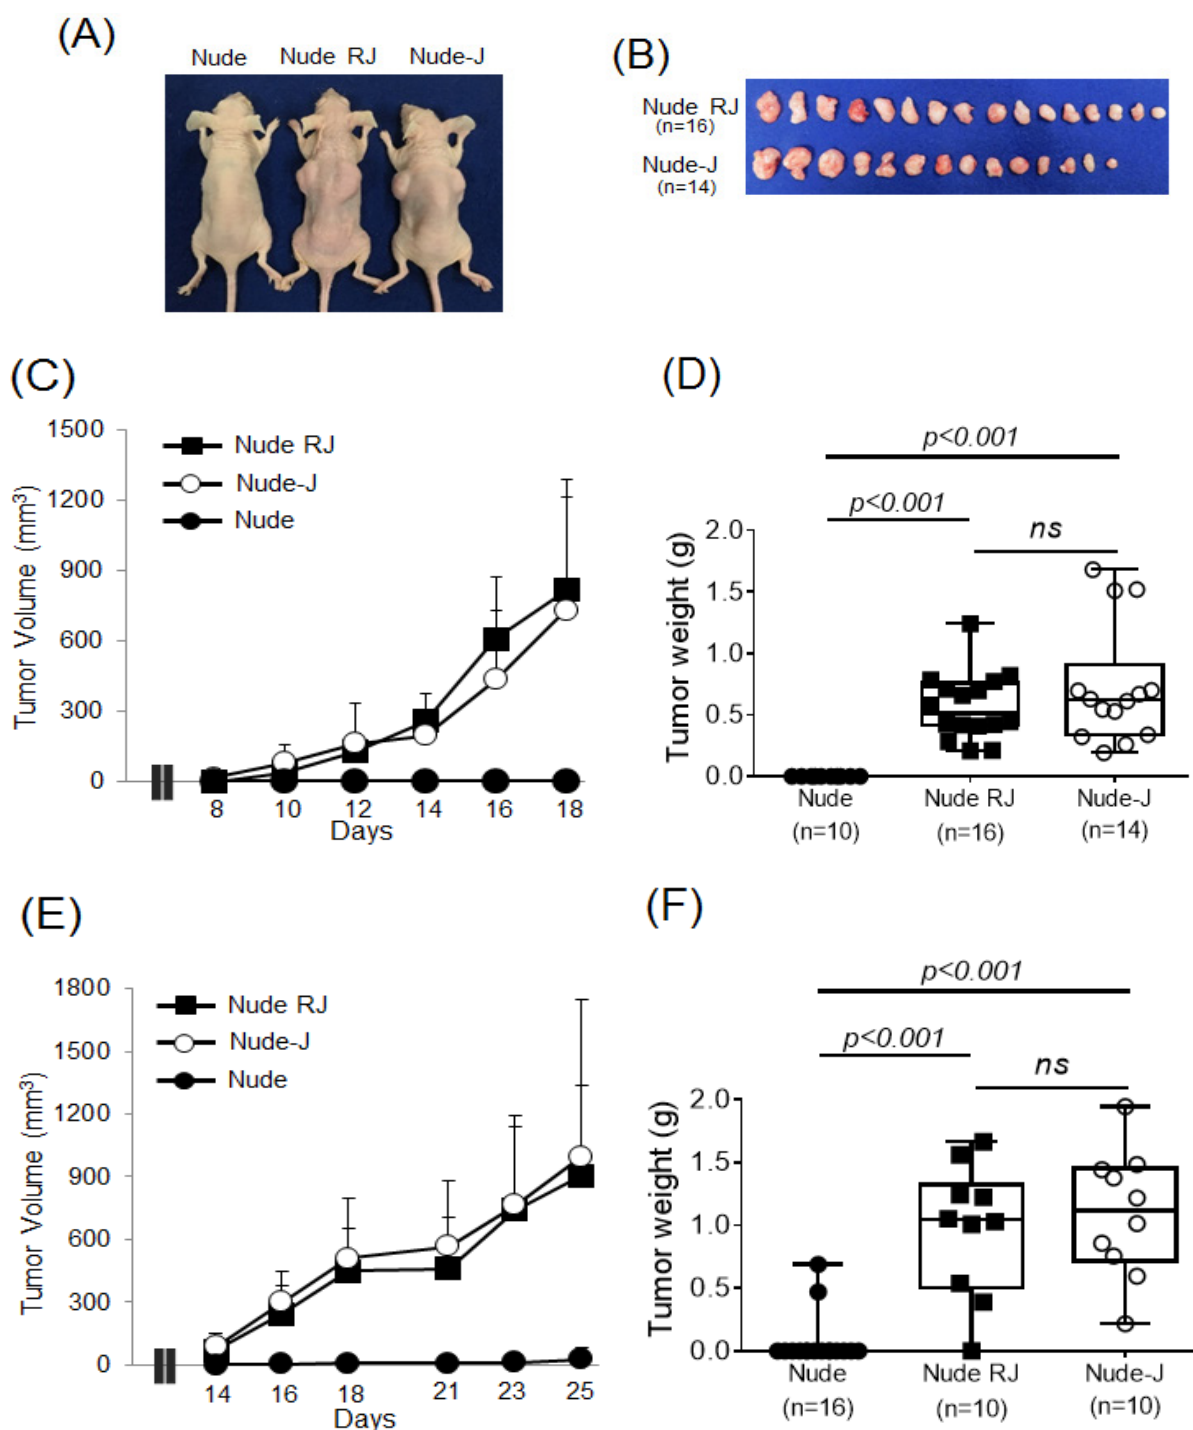 (A)
Nude Nude RJ Nude-J
(B)
Nude RJ
(n=16)
Nude-J
(n=14)
(C)
1500
1200
900
600
300
0
Tumor Volume (mm³)
Nude RJ
Nude-J
Nude
8 10 12 14 16 18
Days
(D)
p<0.001
p<0.001
ns
2.0
1.5
1.0
0.5
0.0
Tumor weight (g)
Nude Nude RJ Nude-J
(n=10) (n=16) (n=14)
(E)
1800
1500
1200
900
600
300
0
Tumor Volume (mm³)
Nude RJ
Nude-J
Nude
14 16 18 21 23 25
Days
(F)
p<0.001
p<0.001
ns
2.0
1.5
1.0
0.5
0.0
Tumor weight (g)
Nude Nude RJ Nude-J
(n=16) (n=10) (n=10)